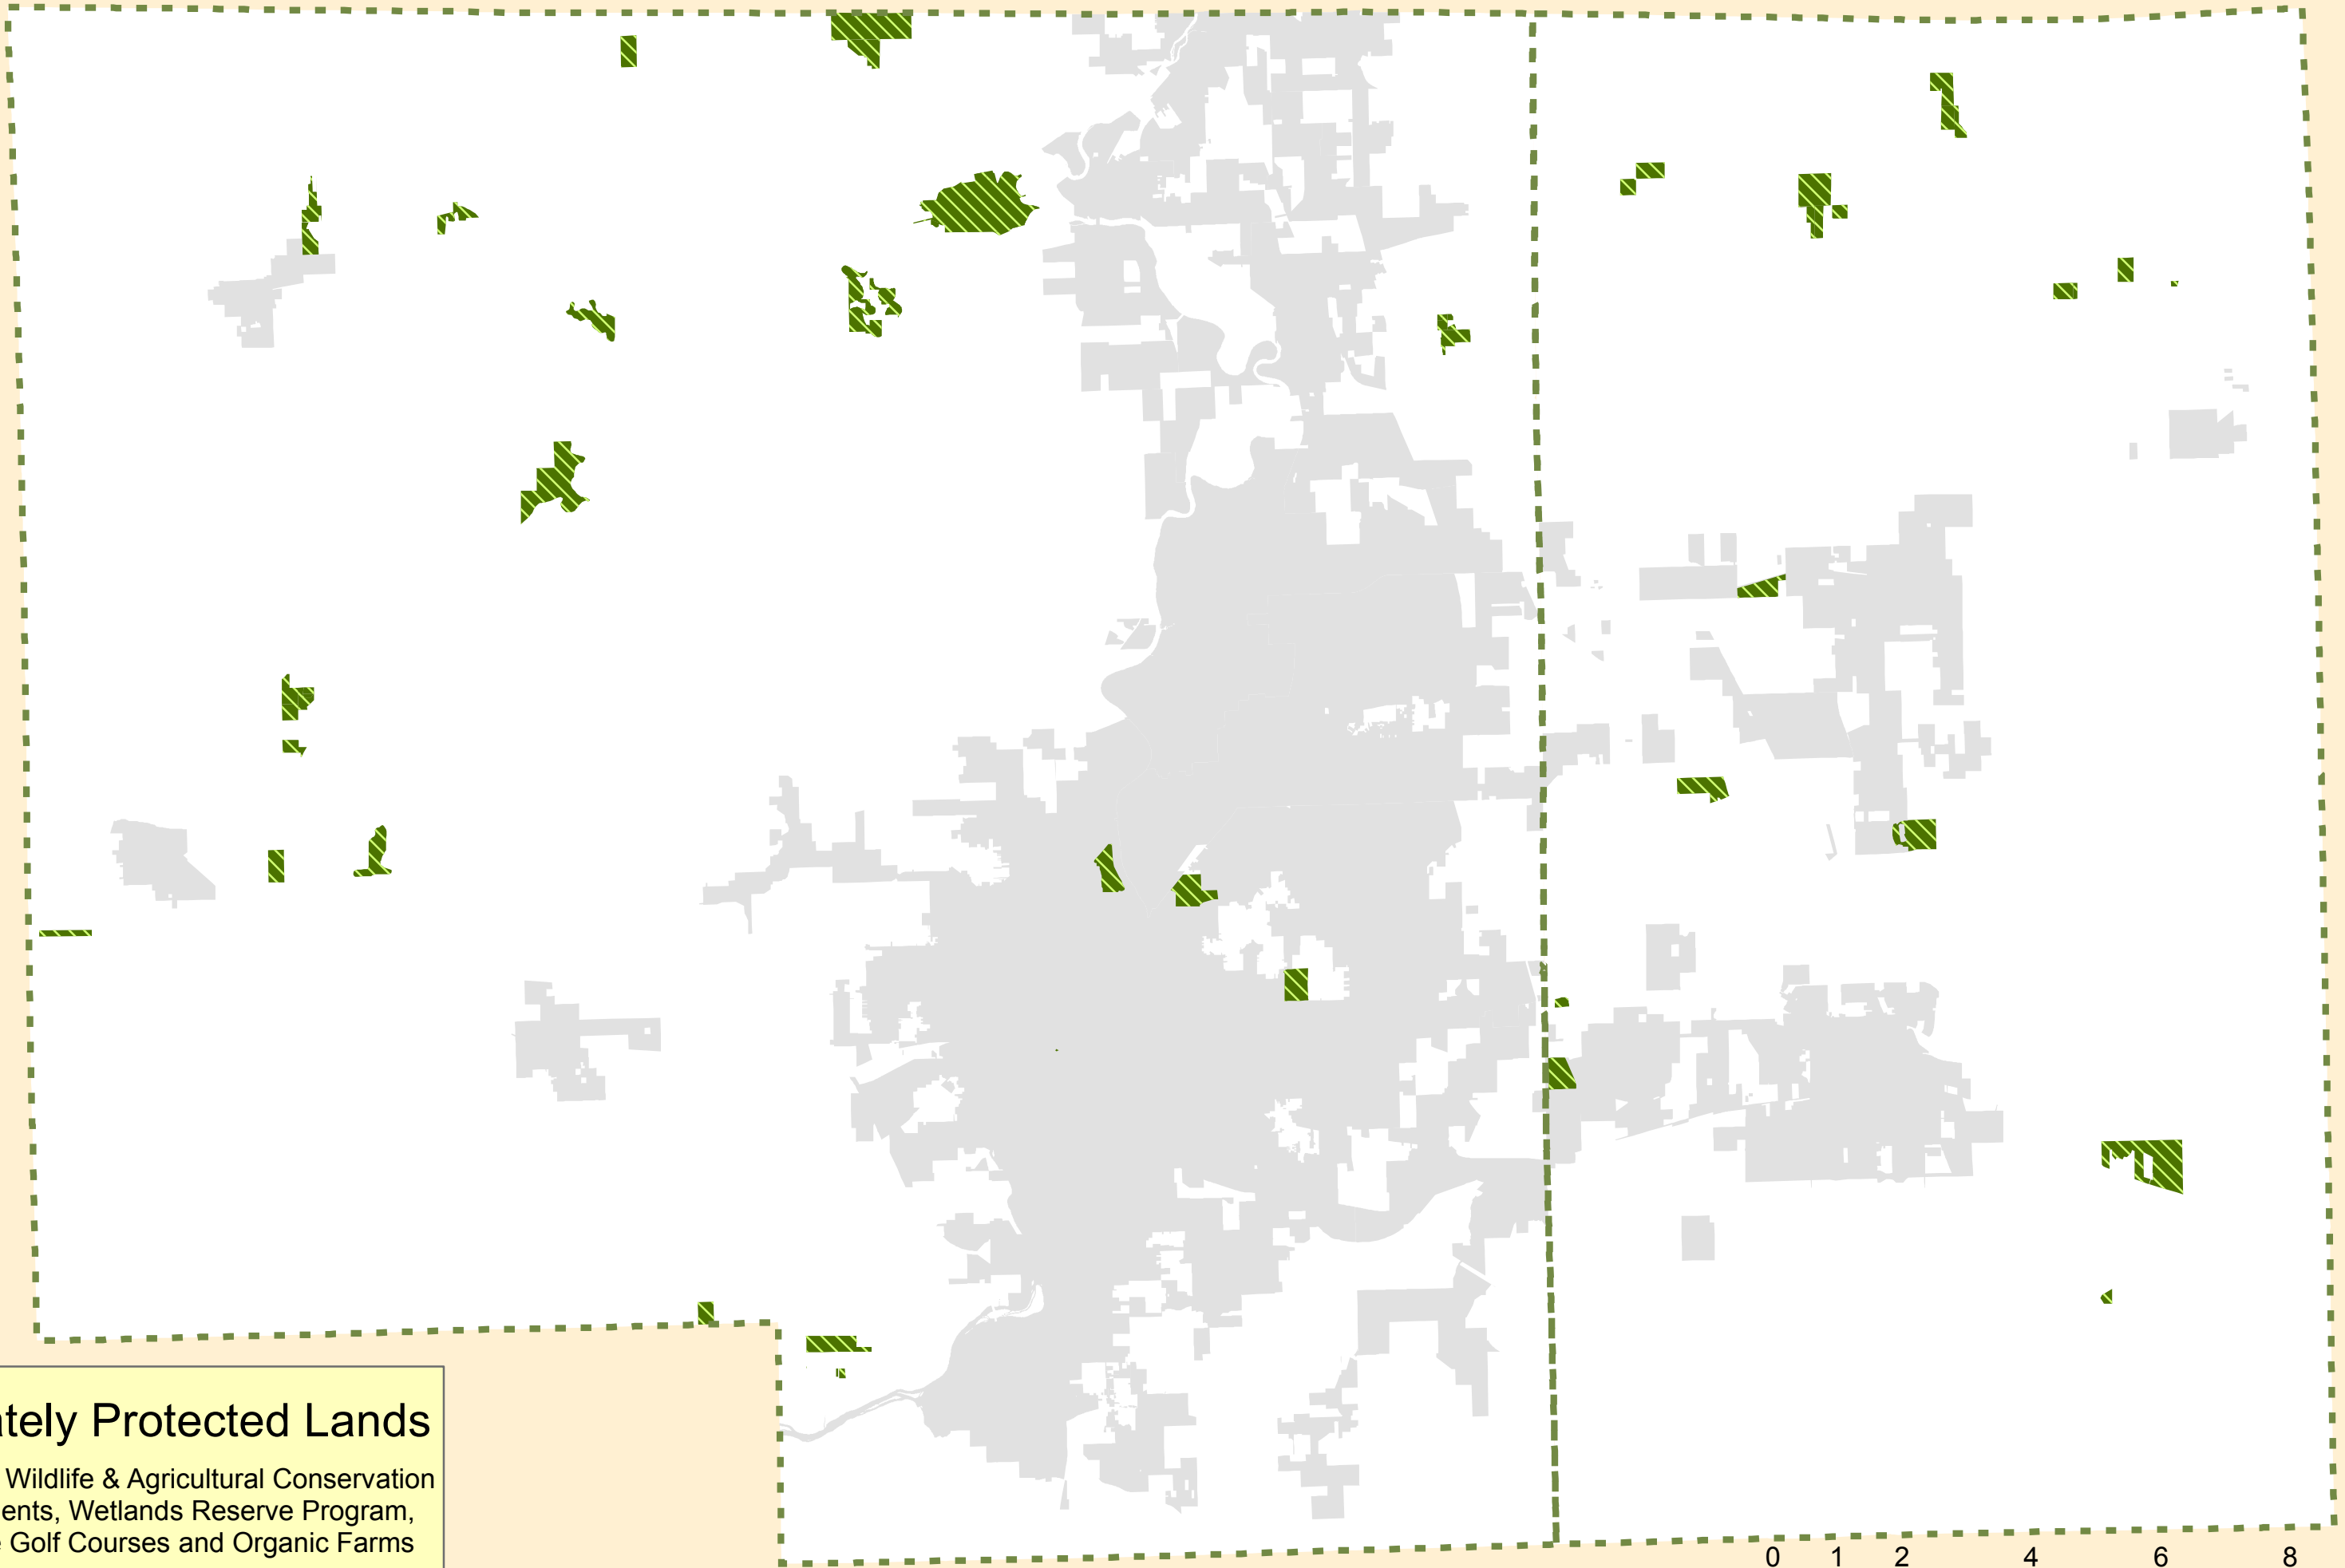 ately Protected Lands
Wildlife & Agricultural Conservation
ents, Wetlands Reserve Program,
Golf Courses and Organic Farms
0 1 2 4 6 8